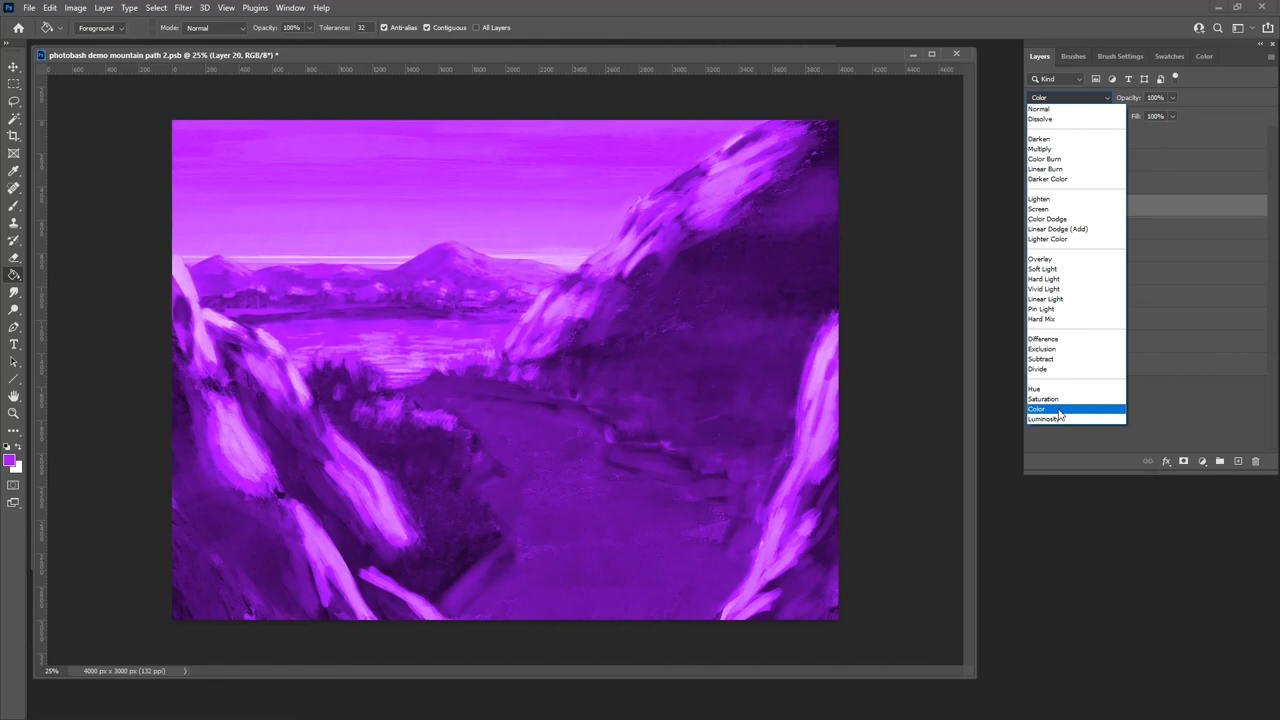 Ps File Edit Image Layer Type Select Filter 3D View Plugins Window Help
Foreground Mode: Normal Opacity: 100% Tolerance: 32 Anti-alias Contiguous All Layers
photobash demo mountain path 2.psb @ 25% (Layer 20, RGB/8*) *
Layers Brushes Brush Settings Swatches Color
Kind
Color Opacity: 100%
Fill: 100%
Normal
Dissolve
Darken
Multiply
Color Burn
Linear Burn
Darker Color
Lighten
Screen
Color Dodge
Linear Dodge (Add)
Lighter Color
Overlay
Soft Light
Hard Light
Vivid Light
Linear Light
Pin Light
Hard Mix
Difference
Exclusion
Subtract
Divide
Hue
Saturation
Color
Luminosity
25% 4000 px x 3000 px (132 ppi)